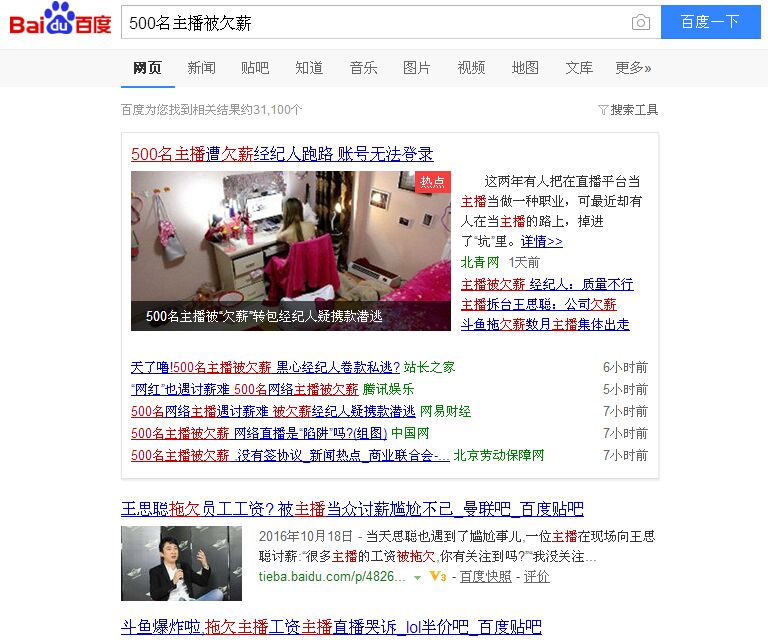 Bai du 百度
500名主播被欠薪
百度一下
网页 新闻 贴吧 知道 音乐 图片 视频 地图 文库 更多»
百度为您找到相关结果约31,100个
搜索工具
500名主播遭欠薪经纪人跑路 账号无法登录
热点
500名主播被“欠薪”转包经纪人疑携款潜逃
这两年有人把在直播平台当
主播当做一种职业，可最近却有
人在当主播的路上，掉进
了“坑”里。详情>>
北青网 1天前
主播被欠薪 经纪人：质量不行
主播拆台王思聪：公司欠薪
斗鱼拖欠薪数月主播集体出走
天了噜!500名主播被欠薪 黑心经纪人卷款私逃? 站长之家 6小时前
“网红”也遇讨薪难 500名网络主播被欠薪 腾讯娱乐 5小时前
500名网络主播遇讨薪难 被欠薪经纪人疑携款潜逃 网易财经 7小时前
500名主播被欠薪 网络直播是“陷阱”吗?(组图) 中国网 7小时前
500名主播被欠薪 .没有签协议_新闻热点_商业联合会-... 北京劳动保障网 7小时前
王思聪拖欠员工工资? 被主播当众讨薪尴尬不已_曼联吧_百度贴吧
2016年10月18日 - 当天思聪也遇到了尴尬事儿,一位主播在现场向王思
聪讨薪:“很多主播的工资被拖欠,你有关注到吗?”“我没关注...
tieba.baidu.com/p/4826... V3 - 百度快照 - 评价
斗鱼爆炸啦,拖欠主播工资主播直播哭诉_lol半价吧_百度贴吧